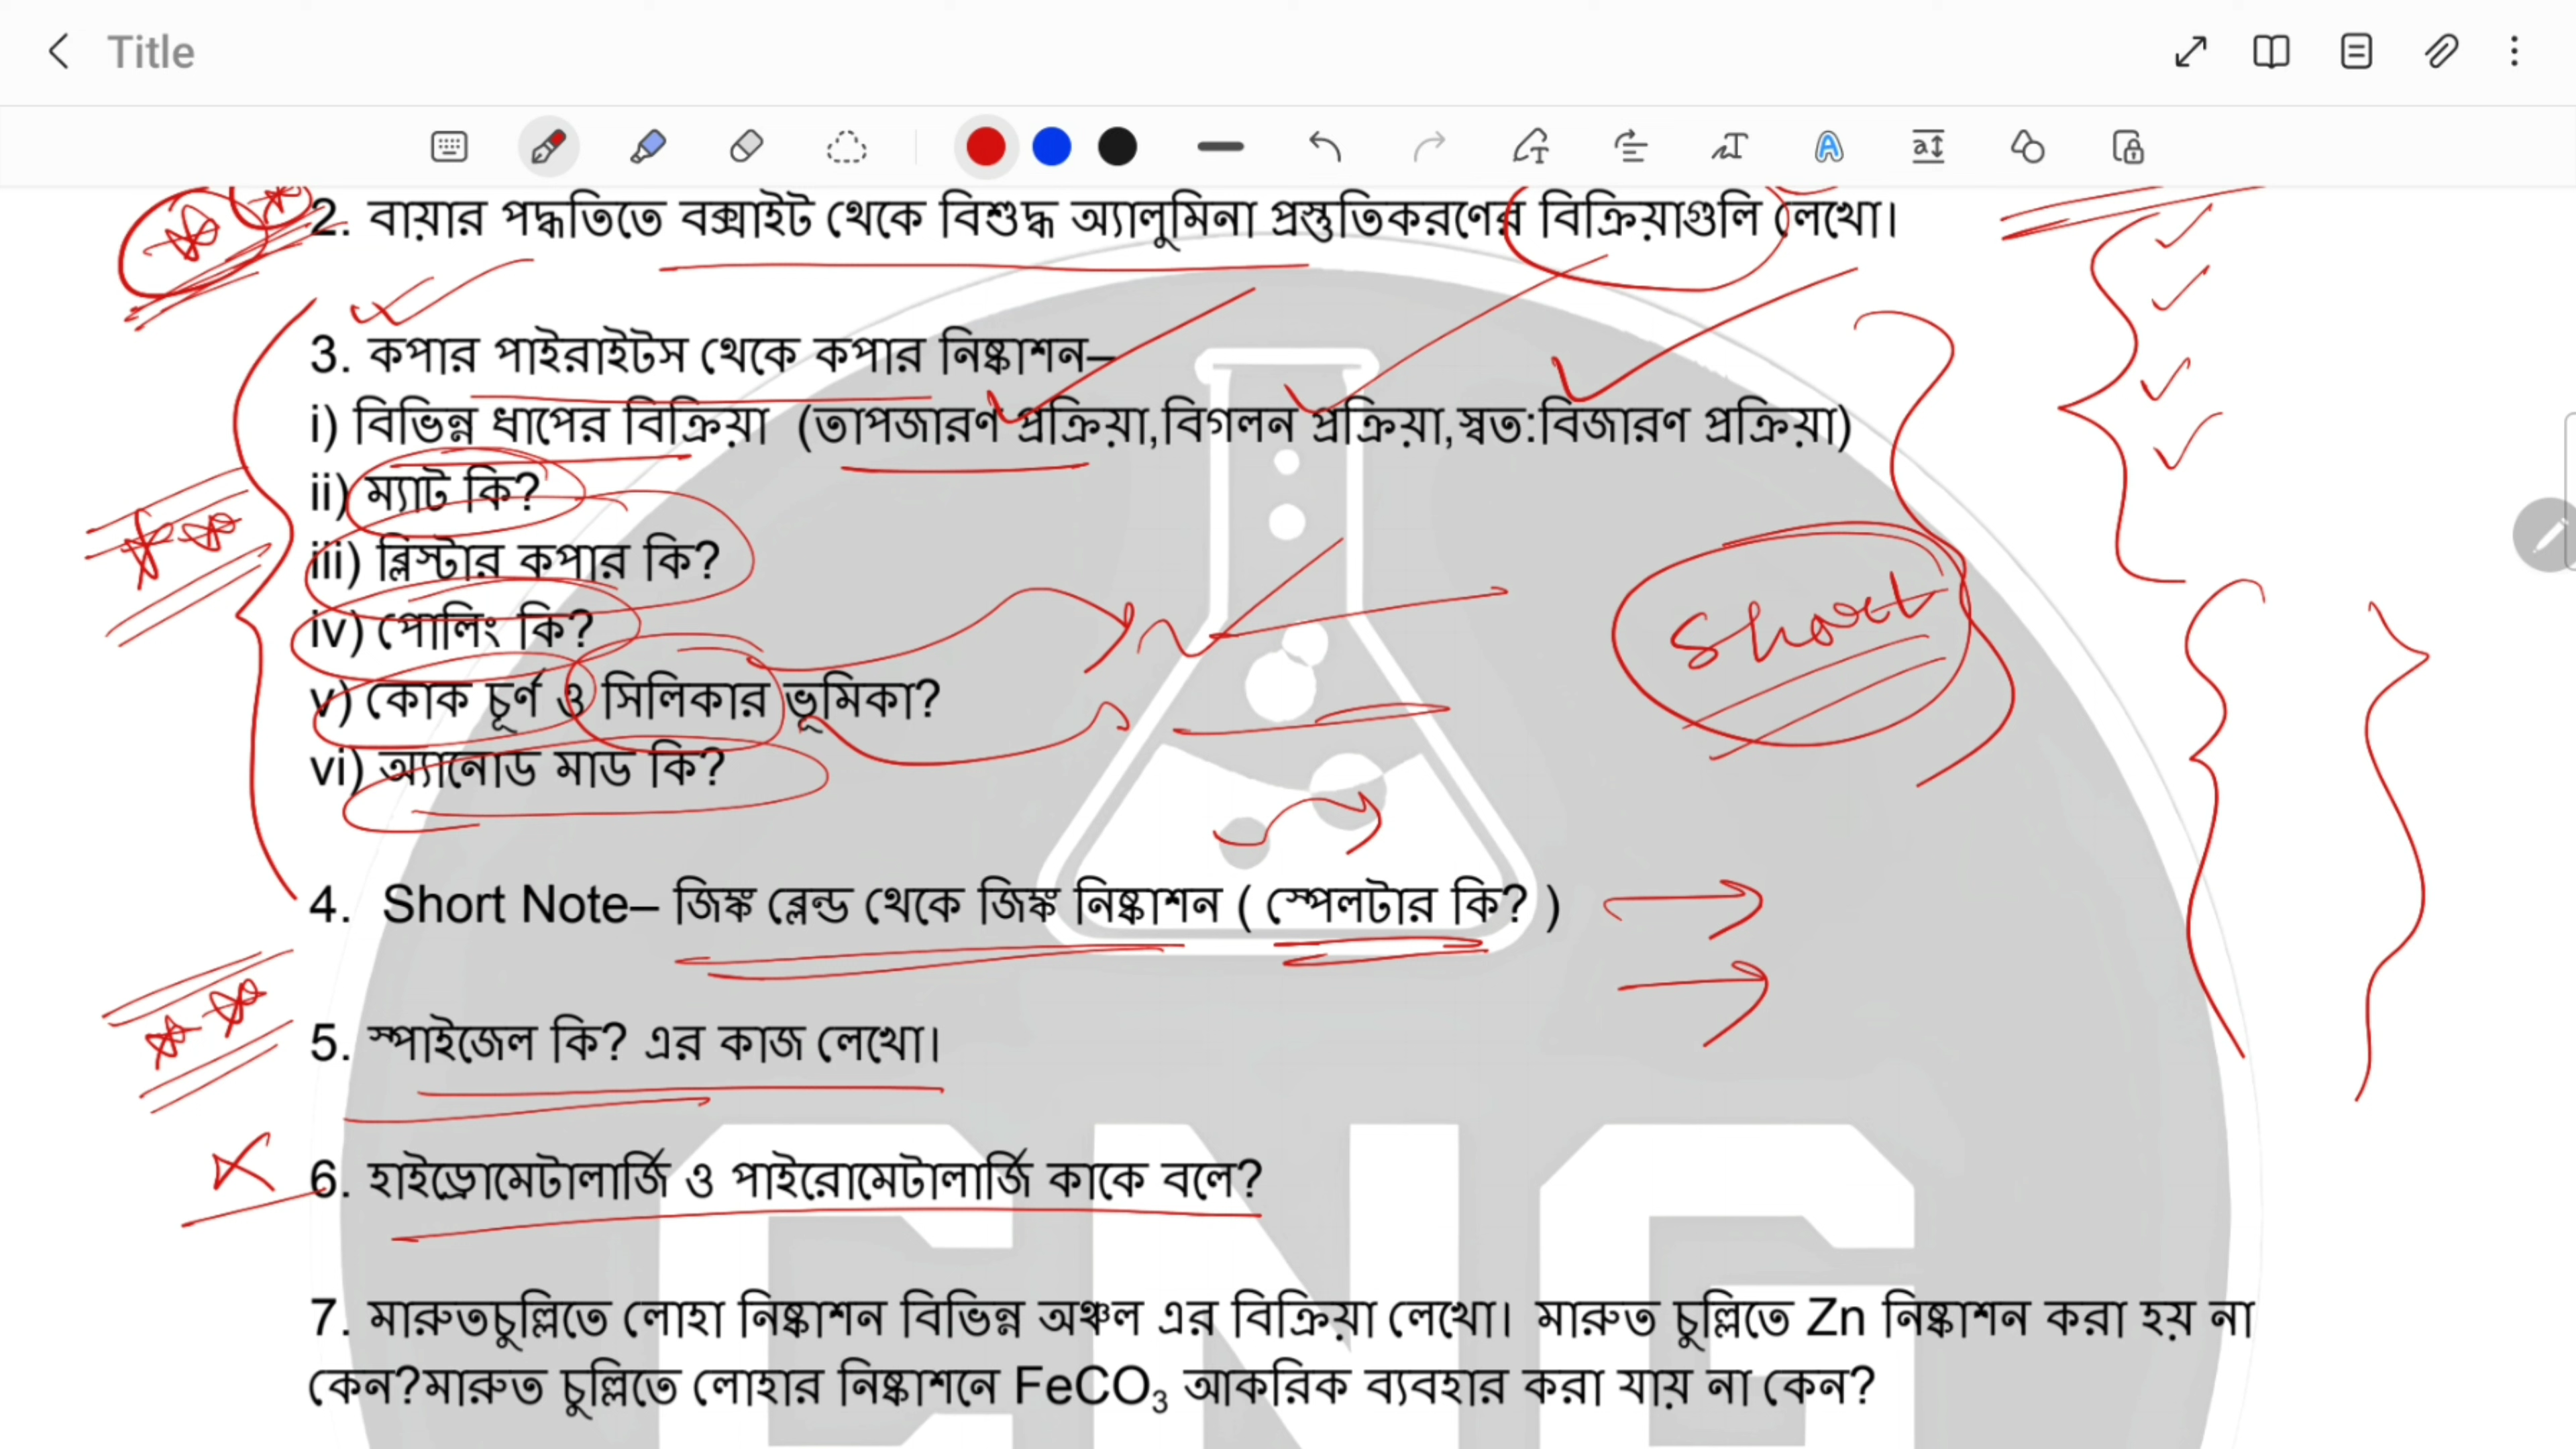 Title
2. বায়ার পদ্ধতিতে বক্সাইট থেকে বিশুদ্ধ অ্যালুমিনা প্রস্তুতিকরণের বিক্রিয়াগুলি লেখো।
3. কপার পাইরাইটস থেকে কপার নিষ্কাশন–
i) বিভিন্ন ধাপের বিক্রিয়া (তাপজারণ প্রক্রিয়া,বিগলন প্রক্রিয়া,স্বত:বিজারণ প্রক্রিয়া)
ii) ম্যাট কি?
iii) ব্লিস্টার কপার কি?
iv) পোলিং কি?
short
v) কোক চূর্ণ ও সিলিকার ভূমিকা?
vi) অ্যানোড মাড কি?
4. Short Note– জিঙ্ক ব্লেন্ড থেকে জিঙ্ক নিষ্কাশন ( স্পেলটার কি? )
5. স্পাইজেল কি? এর কাজ লেখো।
6. হাইড্রোমেটালার্জি ও পাইরোমেটালার্জি কাকে বলে?
7. মারুতচুল্লিতে লোহা নিষ্কাশন বিভিন্ন অঞ্চল এর বিক্রিয়া লেখো। মারুত চুল্লিতে Zn নিষ্কাশন করা হয় না
কেন?মারুত চুল্লিতে লোহার নিষ্কাশনে FeCO₃ আকরিক ব্যবহার করা যায় না কেন?
CNG